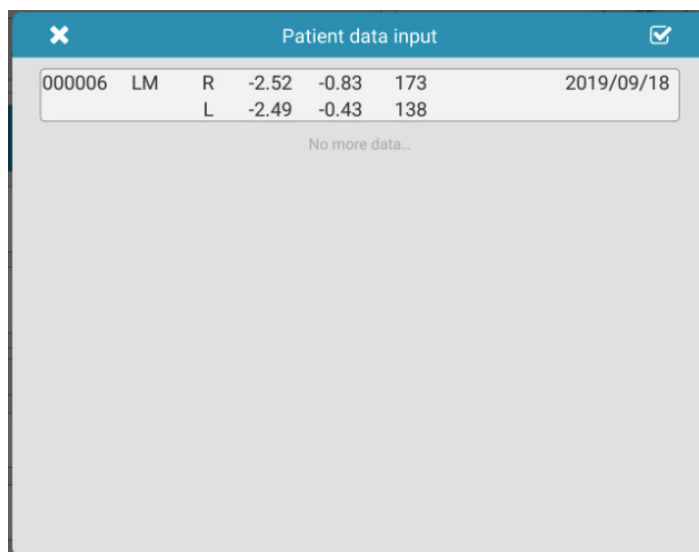 Patient data input
000006 LM R -2.52 -0.83 173 2019/09/18
L -2.49 -0.43 138
No more data...